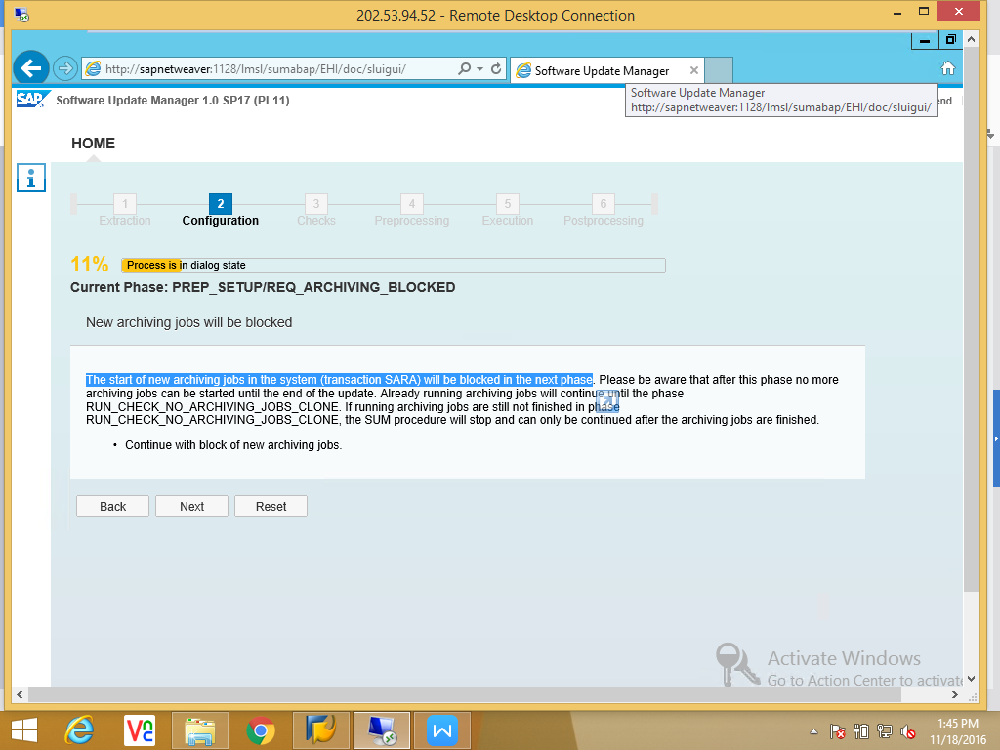 202.53.94.52 - Remote Desktop Connection
http://sapnetweaver:1128/lmsl/sumabap/EHI/doc/sluigui/
Software Update Manager
SAP Software Update Manager 1.0 SP17 (PL11)
Software Update Manager
http://sapnetweaver:1128/lmsl/sumabap/EHI/doc/sluigui/
HOME
1 2 3 4 5 6
Extraction Configuration Checks Preprocessing Execution Postprocessing
11% Process is in dialog state
Current Phase: PREP_SETUP/REQ_ARCHIVING_BLOCKED
New archiving jobs will be blocked
The start of new archiving jobs in the system (transaction SARA) will be blocked in the next phase. Please be aware that after this phase no more
archiving jobs can be started until the end of the update. Already running archiving jobs will continue until the phase
RUN_CHECK_NO_ARCHIVING_JOBS_CLONE. If running archiving jobs are still not finished in phase
RUN_CHECK_NO_ARCHIVING_JOBS_CLONE, the SUM procedure will stop and can only be continued after the archiving jobs are finished.
• Continue with block of new archiving jobs.
Back Next Reset
Activate Windows
Go to Action Center to activate
1:45 PM
11/18/2016